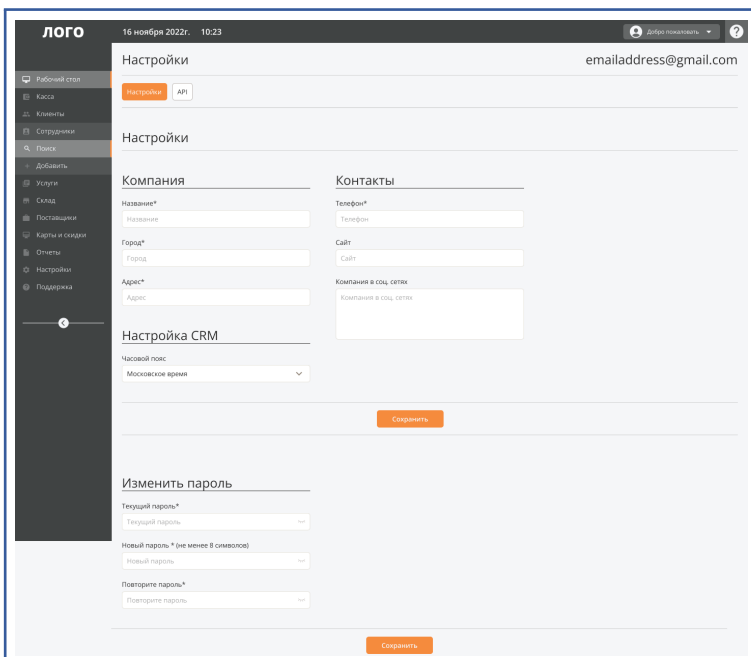 ЛОГО
16 ноября 2022г. 10:23
Добро пожаловать
?
Настройки
emailaddress@gmail.com
Рабочий стол
Касса
Клиенты
Сотрудники
Поиск
Добавить
Услуги
Склад
Поставщики
Карты и скидки
Отчеты
Настройки
Поддержка
Настройки
API
Настройки
Компания
Название*
Название
Город*
Город
Адрес*
Адрес
Контакты
Телефон*
Телефон
Сайт
Сайт
Компания в соц. сетях
Компания в соц. сетях
Настройка CRM
Часовой пояс
Московское время
Сохранить
Изменить пароль
Текущий пароль*
Текущий пароль
Новый пароль * (не менее 8 символов)
Новый пароль
Повторите пароль*
Повторите пароль
Сохранить